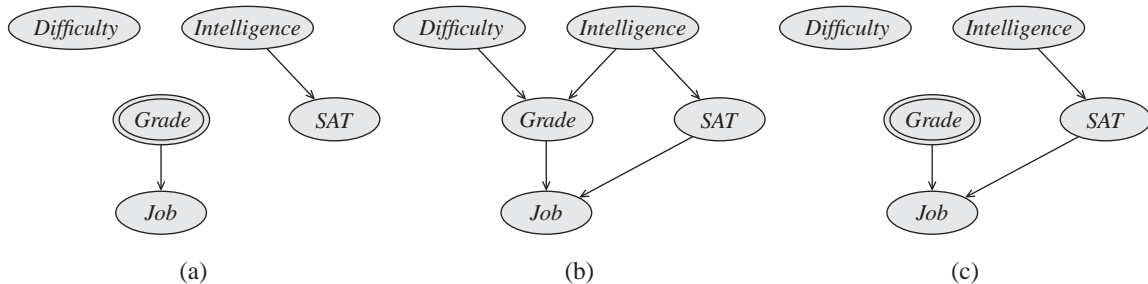 Difficulty Intelligence Difficulty Intelligence Difficulty Intelligence
Grade SAT Grade SAT Grade SAT
Job Job Job
(a) (b) (c)